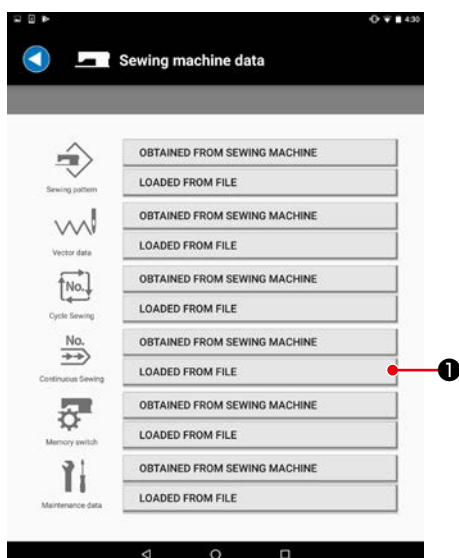 4:30
Sewing machine data
OBTAINED FROM SEWING MACHINE
LOADED FROM FILE
Sewing pattern
OBTAINED FROM SEWING MACHINE
LOADED FROM FILE
Vector data
No.
OBTAINED FROM SEWING MACHINE
LOADED FROM FILE
Cycle Sewing
No.
OBTAINED FROM SEWING MACHINE
LOADED FROM FILE
1
Continuous Sewing
OBTAINED FROM SEWING MACHINE
LOADED FROM FILE
Memory switch
OBTAINED FROM SEWING MACHINE
LOADED FROM FILE
Maintenance data